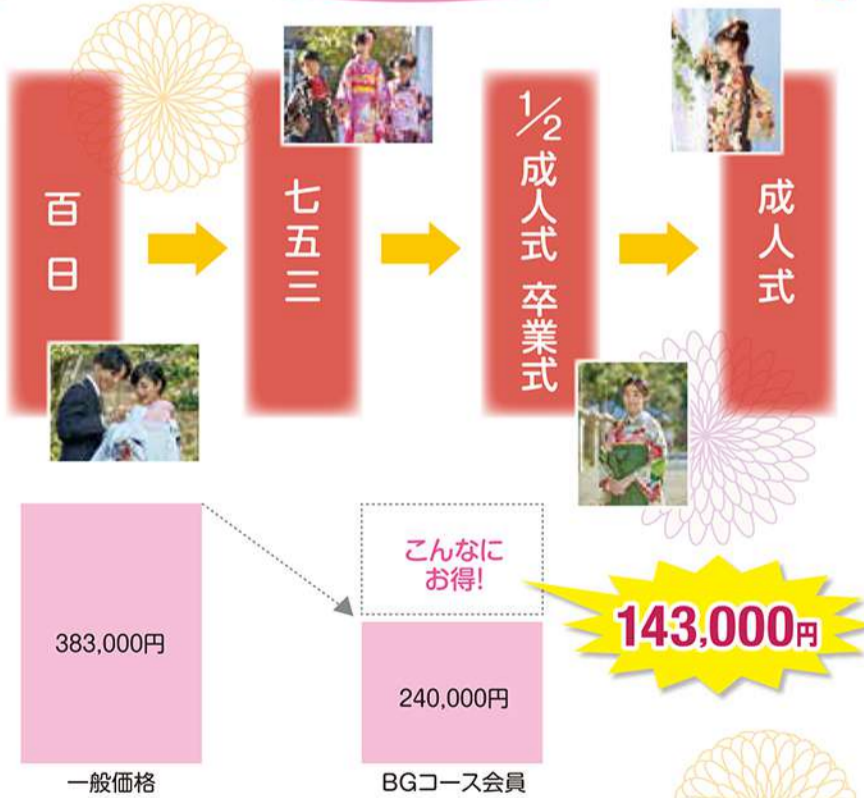 百日
七五三
1/2 成人式 卒業式
成人式
こんなに
お得!
143,000円
383,000円
240,000円
一般価格
BGコース会員